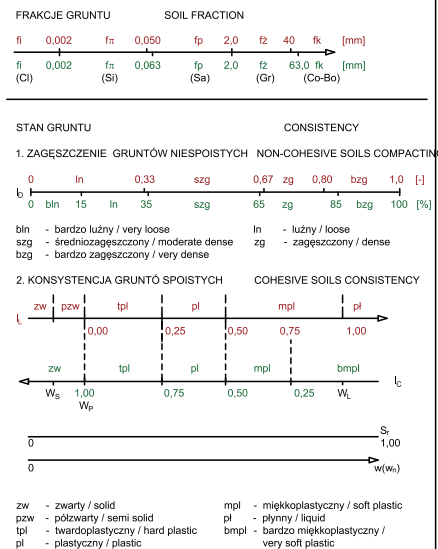 FRAKCJE GRUNTU SOIL FRACTION
fi 0,002 fπ 0,050 fp 2,0 fż 40 fk [mm]
fi 0,002 fπ 0,063 fp 2,0 fż 63,0 fk [mm]
(Cl) (Si) (Sa) (Gr) (Co-Bo)
STAN GRUNTU CONSISTENCY
1. ZAGĘSZCZENIE GRUNTÓW NIESPOISTYCH NON-COHESIVE SOILS COMPACTING
0 ln 0,33 szg 0,67 zg 0,80 bzg 1,0 [-]
ID
0 bln 15 ln 35 szg 65 zg 85 bzg 100 [%]
bln - bardzo luźny / very loose ln - luźny / loose
szg - średniozagęszczony / moderate dense zg - zagęszczony / dense
bzg - bardzo zagęszczony / very dense
2. KONSYSTENCJA GRUNTÓ SPOISTYCH COHESIVE SOILS CONSISTENCY
zw pzw tpl pl mpl pł
IL
0,00 0,25 0,50 0,75 1,00
zw tpl pl mpl bmpl
IC
WS 1,00 0,75 0,50 0,25 WL
WP
Sr
0 1,00
0 w(wn)
zw - zwarty / solid mpl - miękkoplastyczny / soft plastic
pzw - półzwarty / semi solid pł - płynny / liquid
tpl - twardoplastyczny / hard plastic bmpl - bardzo miękkoplastyczny /
pl - plastyczny / plastic very soft plastic